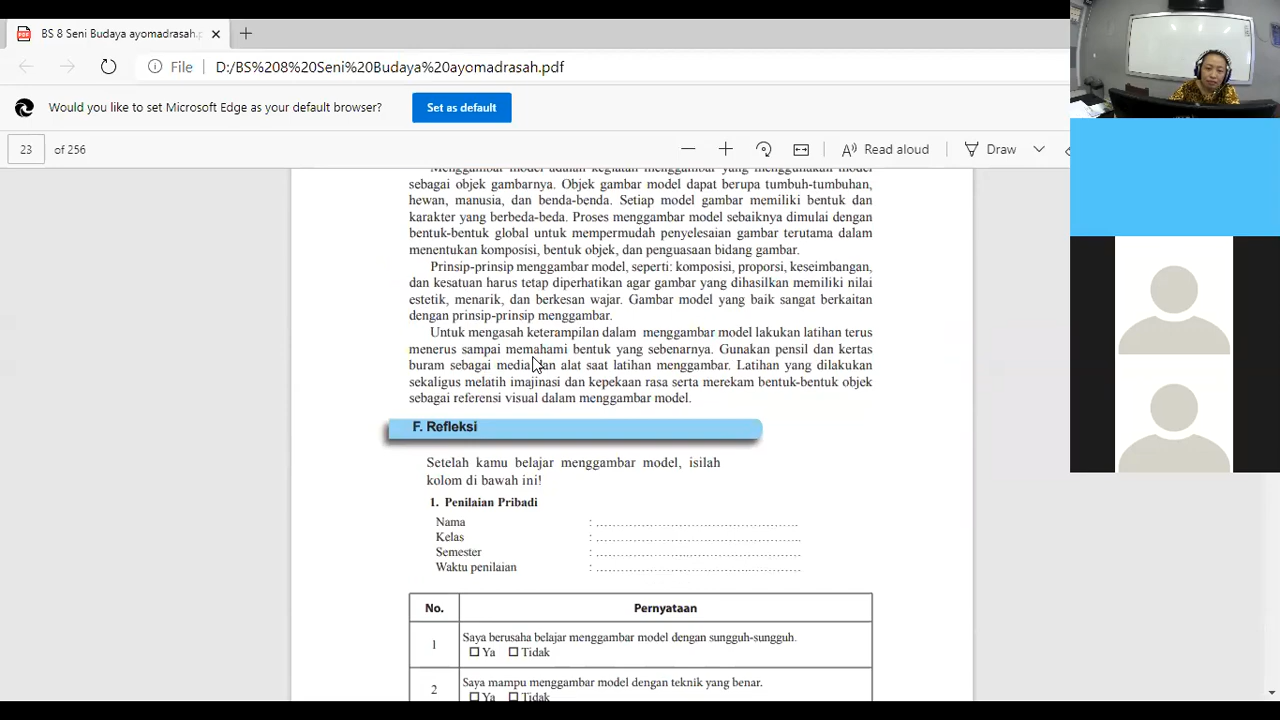 BS 8 Seni Budaya ayomadrasah.p
File D:/BS%208%20Seni%20Budaya%20ayomadrasah.pdf
Would you like to set Microsoft Edge as your default browser? Set as default
23 of 256 Read aloud Draw
Menggambar model adalah kegiatan menggambar yang menggunakan model
sebagai objek gambarnya. Objek gambar model dapat berupa tumbuh-tumbuhan,
hewan, manusia, dan benda-benda. Setiap model gambar memiliki bentuk dan
karakter yang berbeda-beda. Proses menggambar model sebaiknya dimulai dengan
bentuk-bentuk global untuk mempermudah penyelesaian gambar terutama dalam
menentukan komposisi, bentuk objek, dan penguasaan bidang gambar.
Prinsip-prinsip menggambar model, seperti: komposisi, proporsi, keseimbangan,
dan kesatuan harus tetap diperhatikan agar gambar yang dihasilkan memiliki nilai
estetik, menarik, dan berkesan wajar. Gambar model yang baik sangat berkaitan
dengan prinsip-prinsip menggambar.
Untuk mengasah keterampilan dalam menggambar model lakukan latihan terus
menerus sampai memahami bentuk yang sebenarnya. Gunakan pensil dan kertas
buram sebagai media dan alat saat latihan menggambar. Latihan yang dilakukan
sekaligus melatih imajinasi dan kepekaan rasa serta merekam bentuk-bentuk objek
sebagai referensi visual dalam menggambar model.
F. Refleksi
Setelah kamu belajar menggambar model, isilah
kolom di bawah ini!
1. Penilaian Pribadi
Nama : ..................................................
Kelas : ..................................................
Semester : ..................................................
Waktu penilaian : ..................................................
No. Pernyataan
1 Saya berusaha belajar menggambar model dengan sungguh-sungguh.
Ya Tidak
2 Saya mampu menggambar model dengan teknik yang benar.
Ya Tidak